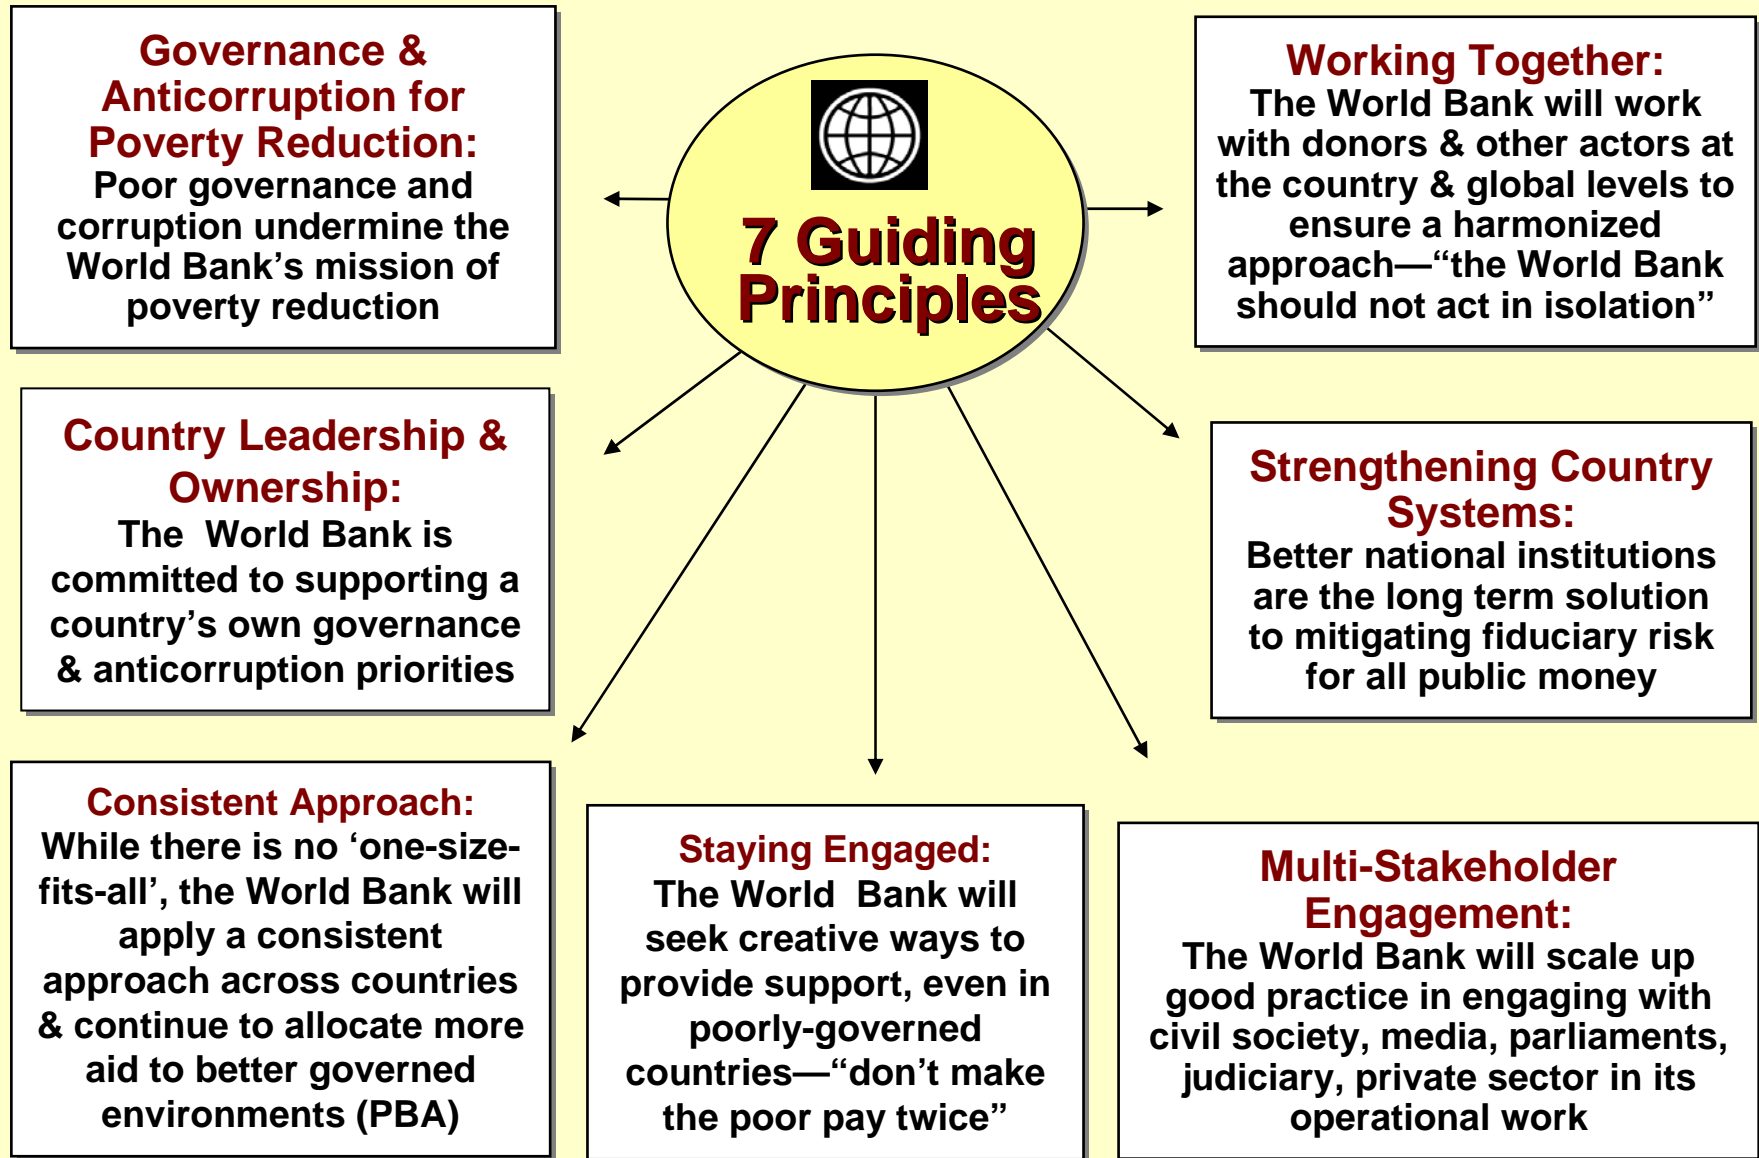 7 Guiding
Principles
Governance &
Anticorruption for
Poverty Reduction:
Poor governance and
corruption undermine the
World Bank’s mission of
poverty reduction
Country Leadership &
Ownership:
The World Bank is
committed to supporting a
country’s own governance
& anticorruption priorities
Consistent Approach:
While there is no ‘one-size-
fits-all’, the World Bank will
apply a consistent
approach across countries
& continue to allocate more
aid to better governed
environments (PBA)
Staying Engaged:
The World Bank will
seek creative ways to
provide support, even in
poorly-governed
countries—“don’t make
the poor pay twice”
Multi-Stakeholder
Engagement:
The World Bank will scale up
good practice in engaging with
civil society, media, parliaments,
judiciary, private sector in its
operational work
Strengthening Country
Systems:
Better national institutions
are the long term solution
to mitigating fiduciary risk
for all public money
Working Together:
The World Bank will work
with donors & other actors at
the country & global levels to
ensure a harmonized
approach—“the World Bank
should not act in isolation”